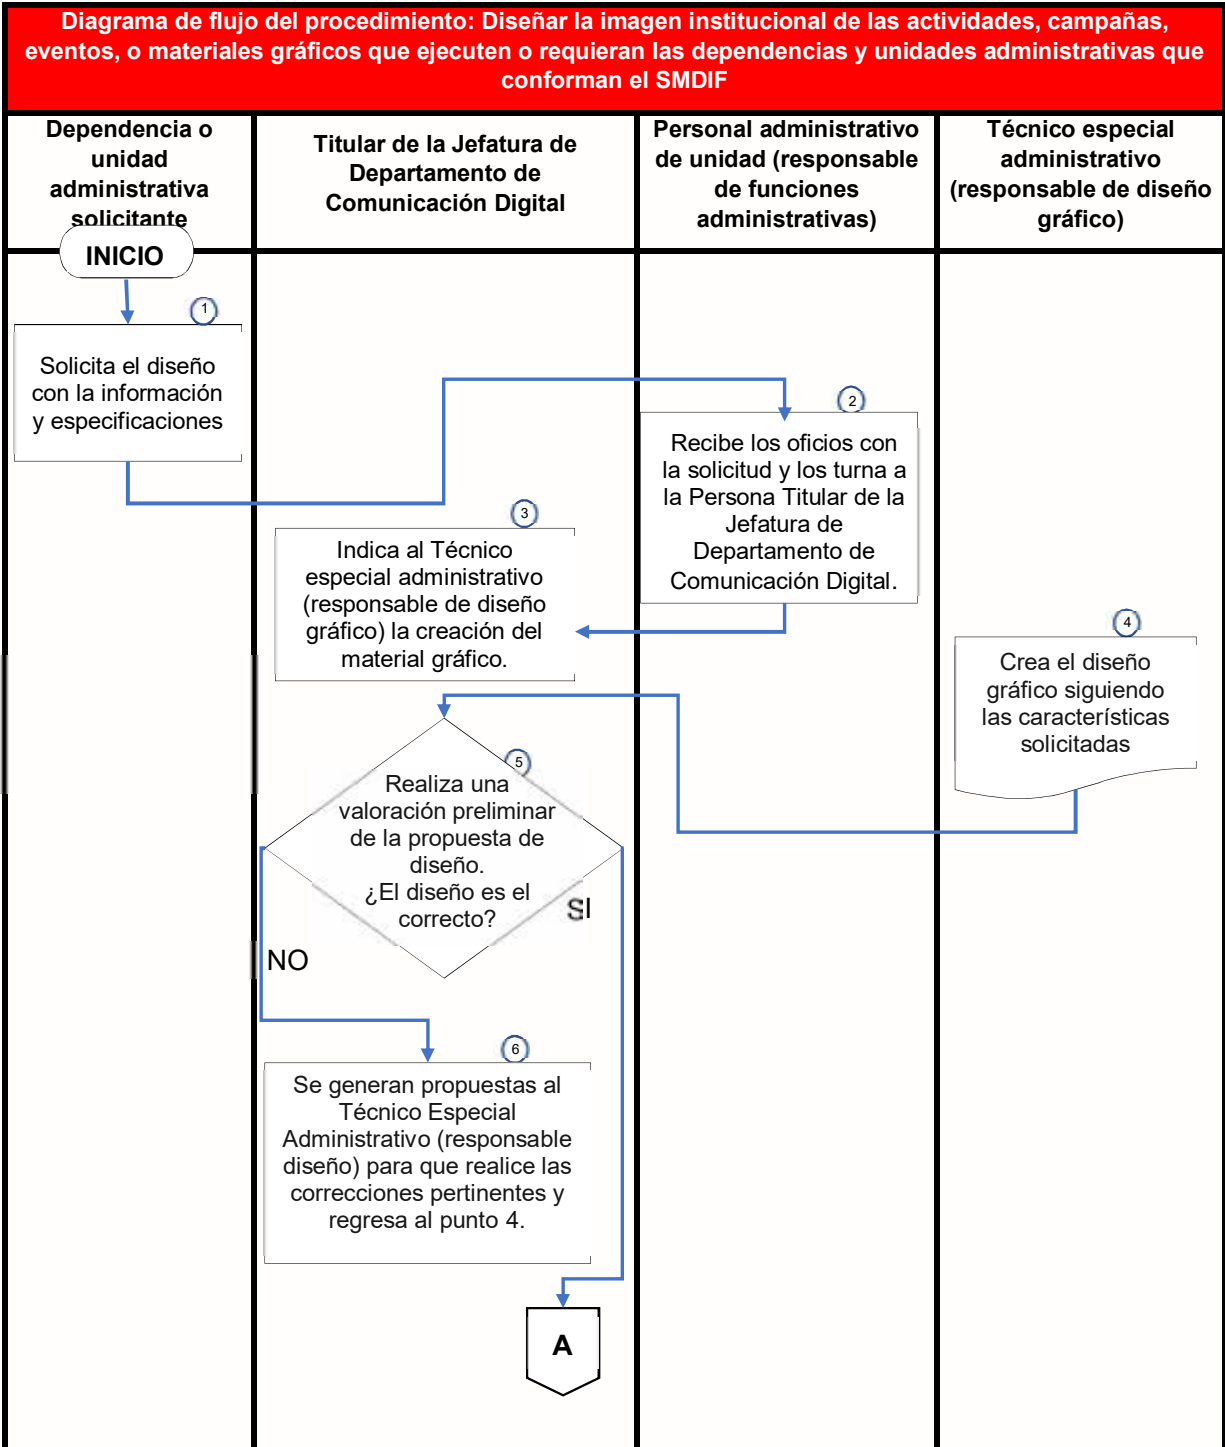 Diagrama de flujo del procedimiento: Diseñar la imagen institucional de las actividades, campañas,
eventos, o materiales gráficos que ejecuten o requieran las dependencias y unidades administrativas que
conforman el SMDIF
Dependencia o
unidad
administrativa
solicitante
Titular de la Jefatura de
Departamento de
Comunicación Digital
Personal administrativo
de unidad (responsable
de funciones
administrativas)
Técnico especial
administrativo
(responsable de diseño
gráfico)
INICIO
1
Solicita el diseño
con la información
y especificaciones
2
Recibe los oficios con
la solicitud y los turna a
la Persona Titular de la
Jefatura de
Departamento de
Comunicación Digital.
3
Indica al Técnico
especial administrativo
(responsable de diseño
gráfico) la creación del
material gráfico.
4
Crea el diseño
gráfico siguiendo
las características
solicitadas
5
Realiza una
valoración preliminar
de la propuesta de
diseño.
¿El diseño es el
correcto?
SI
NO
6
Se generan propuestas al
Técnico Especial
Administrativo (responsable
diseño) para que realice las
correcciones pertinentes y
regresa al punto 4.
A